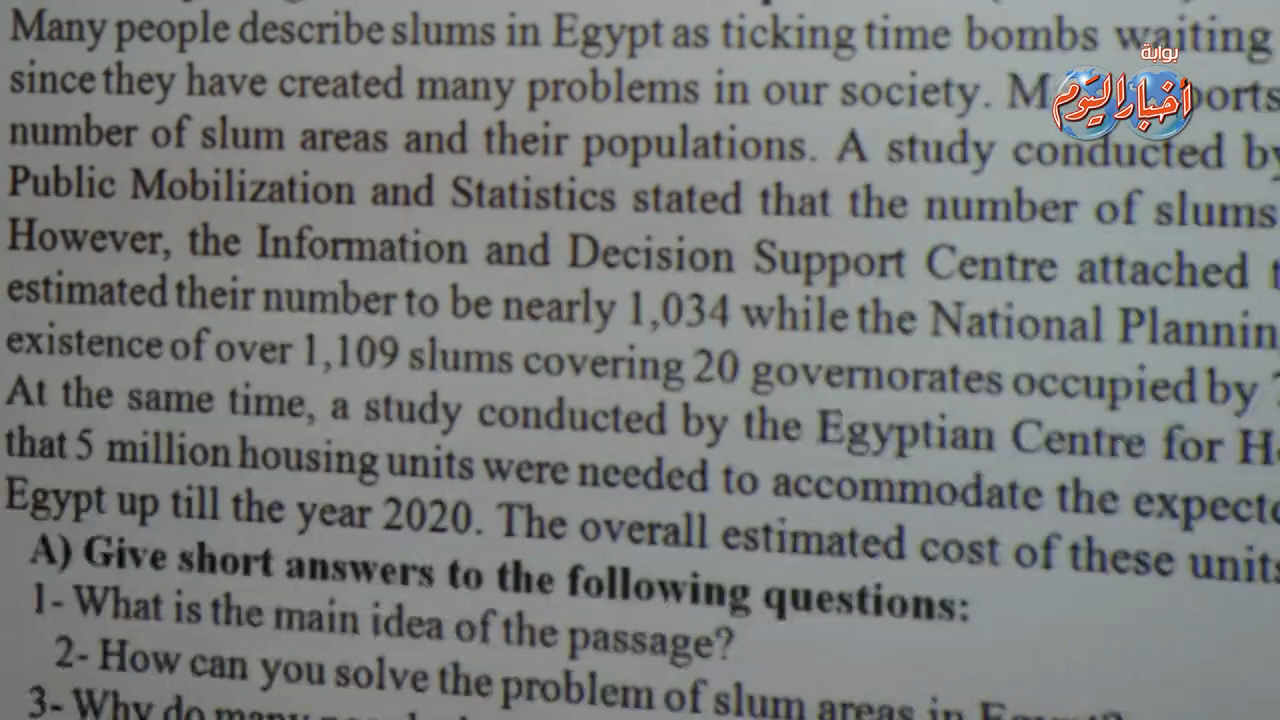 Many people describe slums in Egypt as ticking time bombs waiting
since they have created many problems in our society.
number of slum areas and their populations. A study conducted by
Public Mobilization and Statistics stated that the number of slums
However, the Information and Decision Support Centre attached
estimated their number to be nearly 1,034 while the National
existence of over 1,109 slums covering 20 governorates occupied by
At the same time, a study conducted by the Egyptian Centre for
that 5 million housing units were needed to accommodate the
Egypt up till the year 2020. The overall estimated cost of these units
A) Give short answers to the following questions:
1- What is the main idea of the passage?
2- How can you solve the problem of slum areas in Egypt?
3- Why do many
بوابة
أخبار اليوم